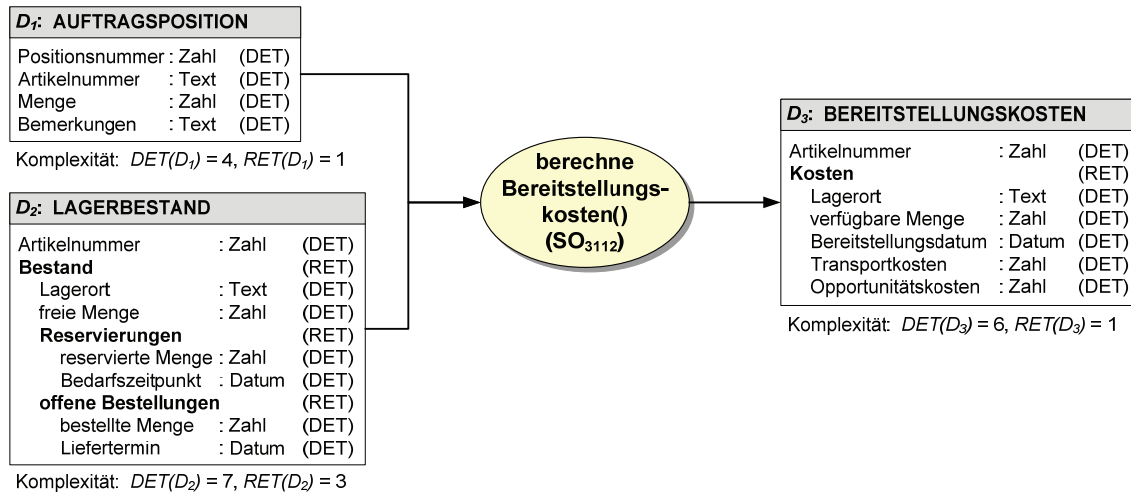 D₁: AUFTRAGSPOSITION
Positionsnummer : Zahl (DET)
Artikelnummer : Text (DET)
Menge : Zahl (DET)
Bemerkungen : Text (DET)
Komplexität: DET(D₁) = 4, RET(D₁) = 1
D₂: LAGERBESTAND
Artikelnummer : Zahl (DET)
Bestand (RET)
Lagerort : Text (DET)
freie Menge : Zahl (DET)
Reservierungen (RET)
reservierte Menge : Zahl (DET)
Bedarfszeitpunkt : Datum (DET)
offene Bestellungen (RET)
bestellte Menge : Zahl (DET)
Liefertermin : Datum (DET)
Komplexität: DET(D₂) = 7, RET(D₂) = 3
berechne
Bereitstellungs-
kosten()
(SO₃₁₁₂)
D₃: BEREITSTELLUNGSKOSTEN
Artikelnummer : Zahl (DET)
Kosten (RET)
Lagerort : Text (DET)
verfügbare Menge : Zahl (DET)
Bereitstellungsdatum : Datum (DET)
Transportkosten : Zahl (DET)
Opportunitätskosten : Zahl (DET)
Komplexität: DET(D₃) = 6, RET(D₃) = 1